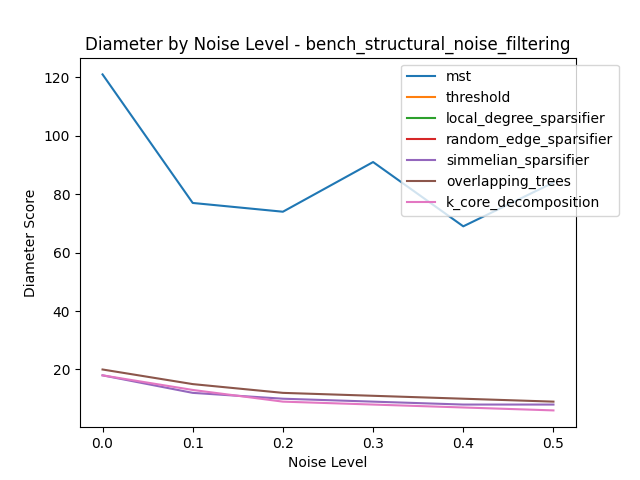 Diameter by Noise Level - bench_structural_noise_filtering
mst
threshold
local_degree_sparsifier
random_edge_sparsifier
simmelian_sparsifier
overlapping_trees
k_core_decomposition
Diameter Score
120
100
80
60
40
20
0.0 0.1 0.2 0.3 0.4 0.5
Noise Level